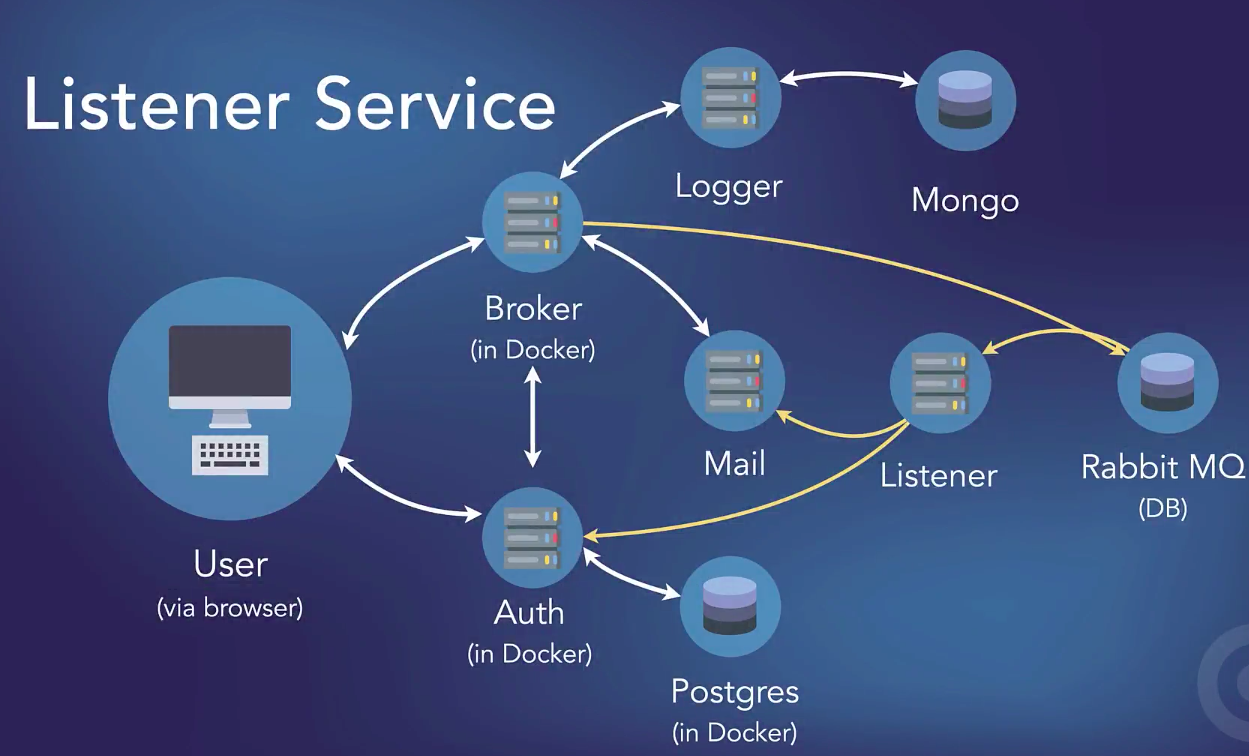 Listener Service
Logger
Mongo
Broker
(in Docker)
Mail
Listener
Rabbit MQ
(DB)
User
(via browser)
Auth
(in Docker)
Postgres
(in Docker)